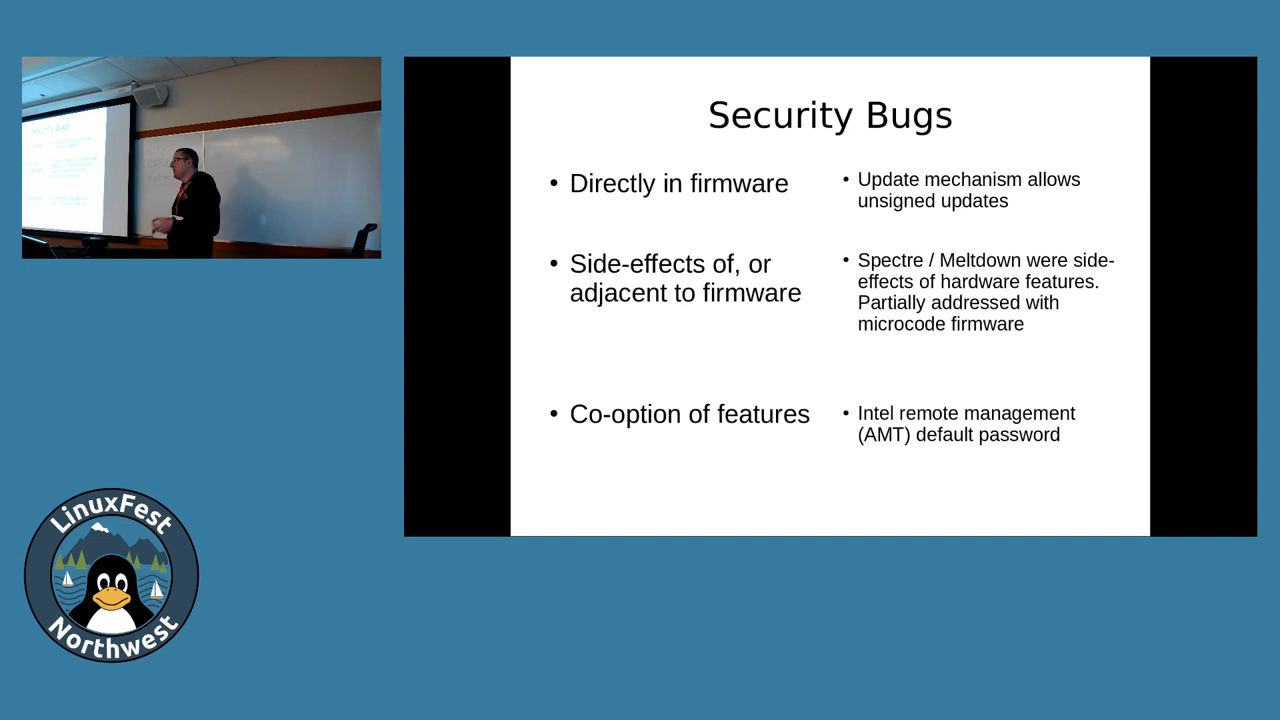 Security Bugs
• Directly in firmware
• Update mechanism allows
unsigned updates
• Side-effects of, or
adjacent to firmware
• Spectre / Meltdown were side-
effects of hardware features.
Partially addressed with
microcode firmware
• Co-option of features
• Intel remote management
(AMT) default password
LinuxFest
Northwest